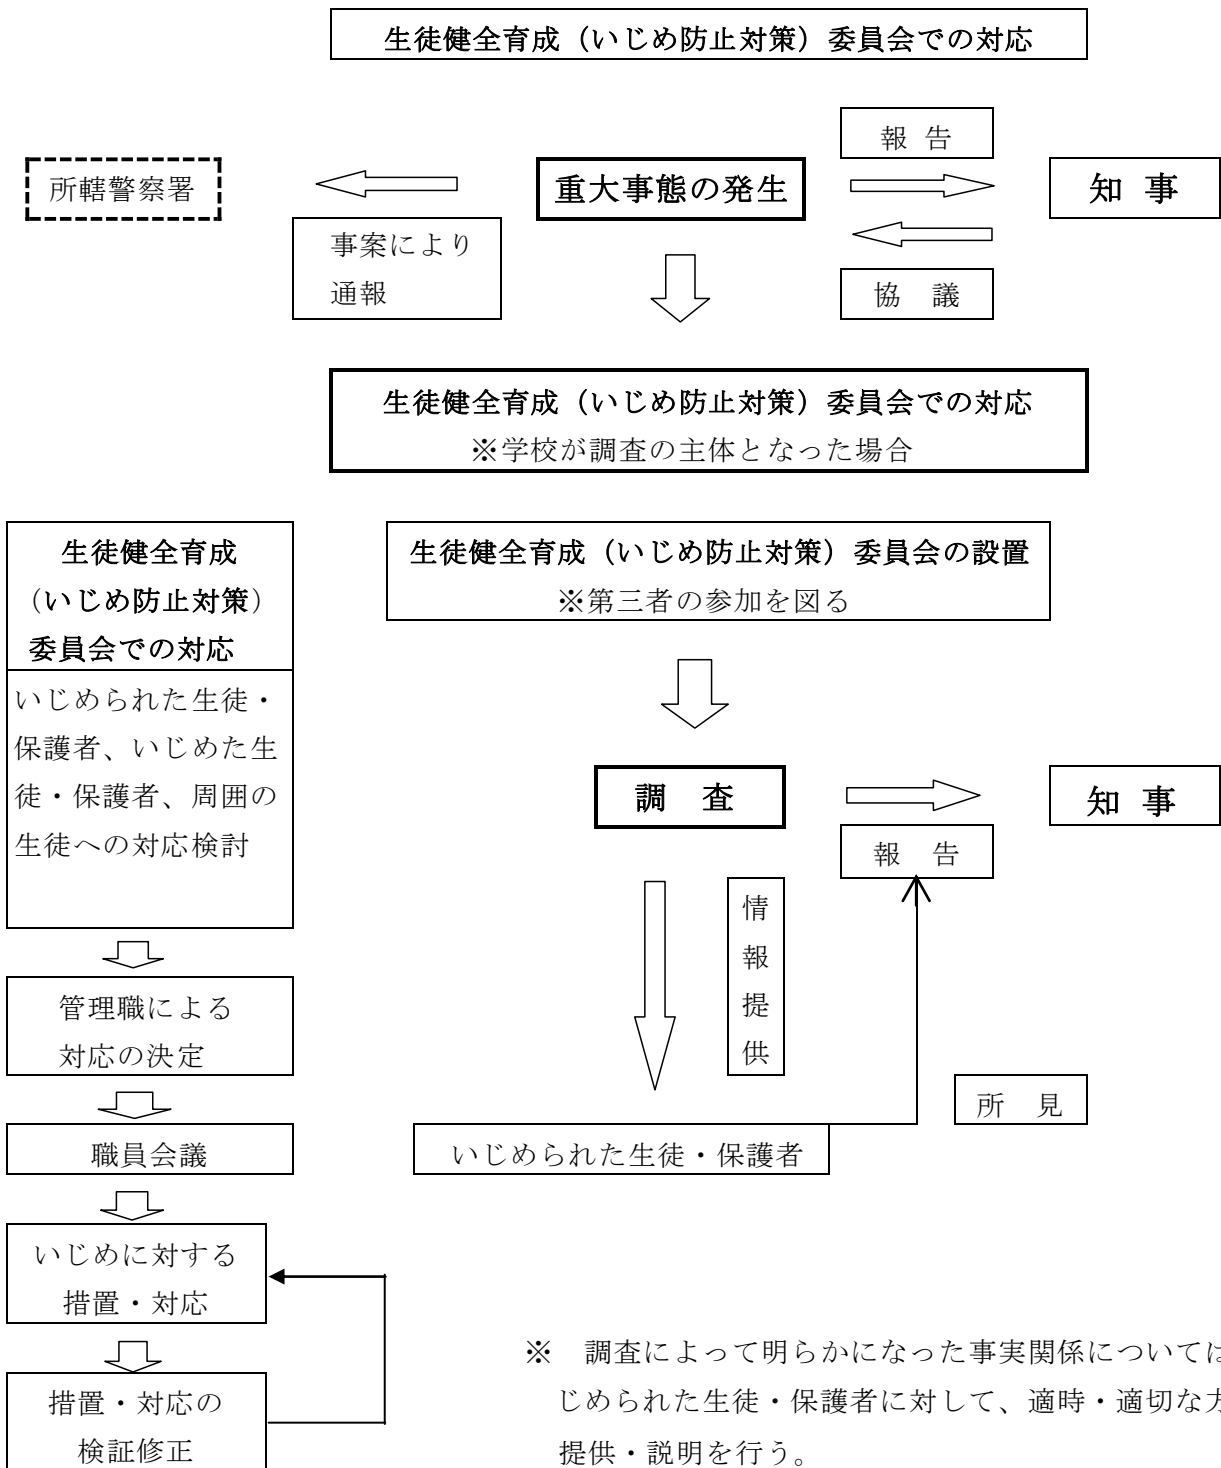 生徒健全育成（いじめ防止対策）委員会での対応
報 告
所轄警察署
重大事態の発生
知 事
事案により
通報
協 議
生徒健全育成（いじめ防止対策）委員会での対応
※学校が調査の主体となった場合
生徒健全育成
（いじめ防止対策）
委員会での対応
いじめられた生徒・
保護者、いじめた生
徒・保護者、周囲の
生徒への対応検討
生徒健全育成（いじめ防止対策）委員会の設置
※第三者の参加を図る
調 査
知 事
報 告
情
報
提
供
所 見
いじめられた生徒・保護者
管理職による
対応の決定
職員会議
いじめに対する
措置・対応
措置・対応の
検証修正
※ 調査によって明らかになった事実関係については
じめられた生徒・保護者に対して、適時・適切な方
提供・説明を行う。